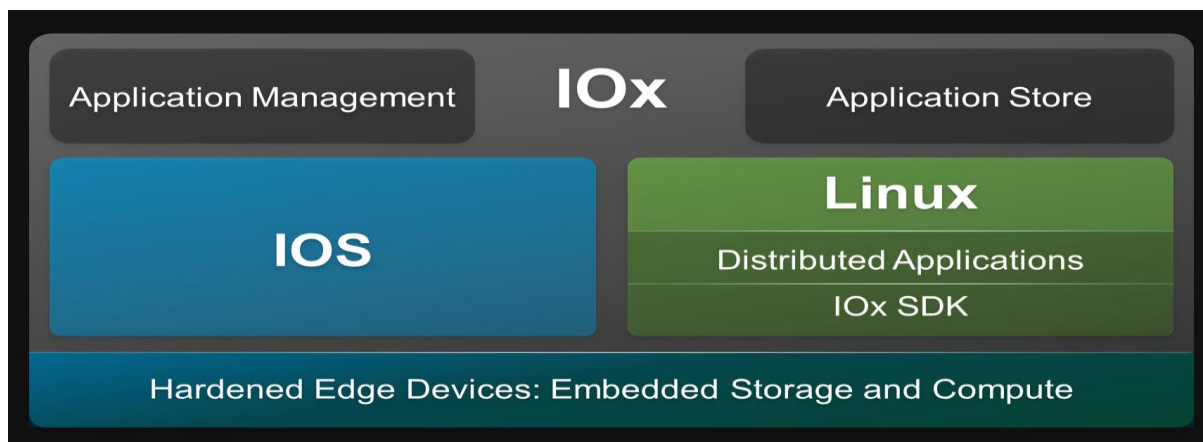 Application Management
IOx
Application Store
IOS
Linux
Distributed Applications
IOx SDK
Hardened Edge Devices: Embedded Storage and Compute